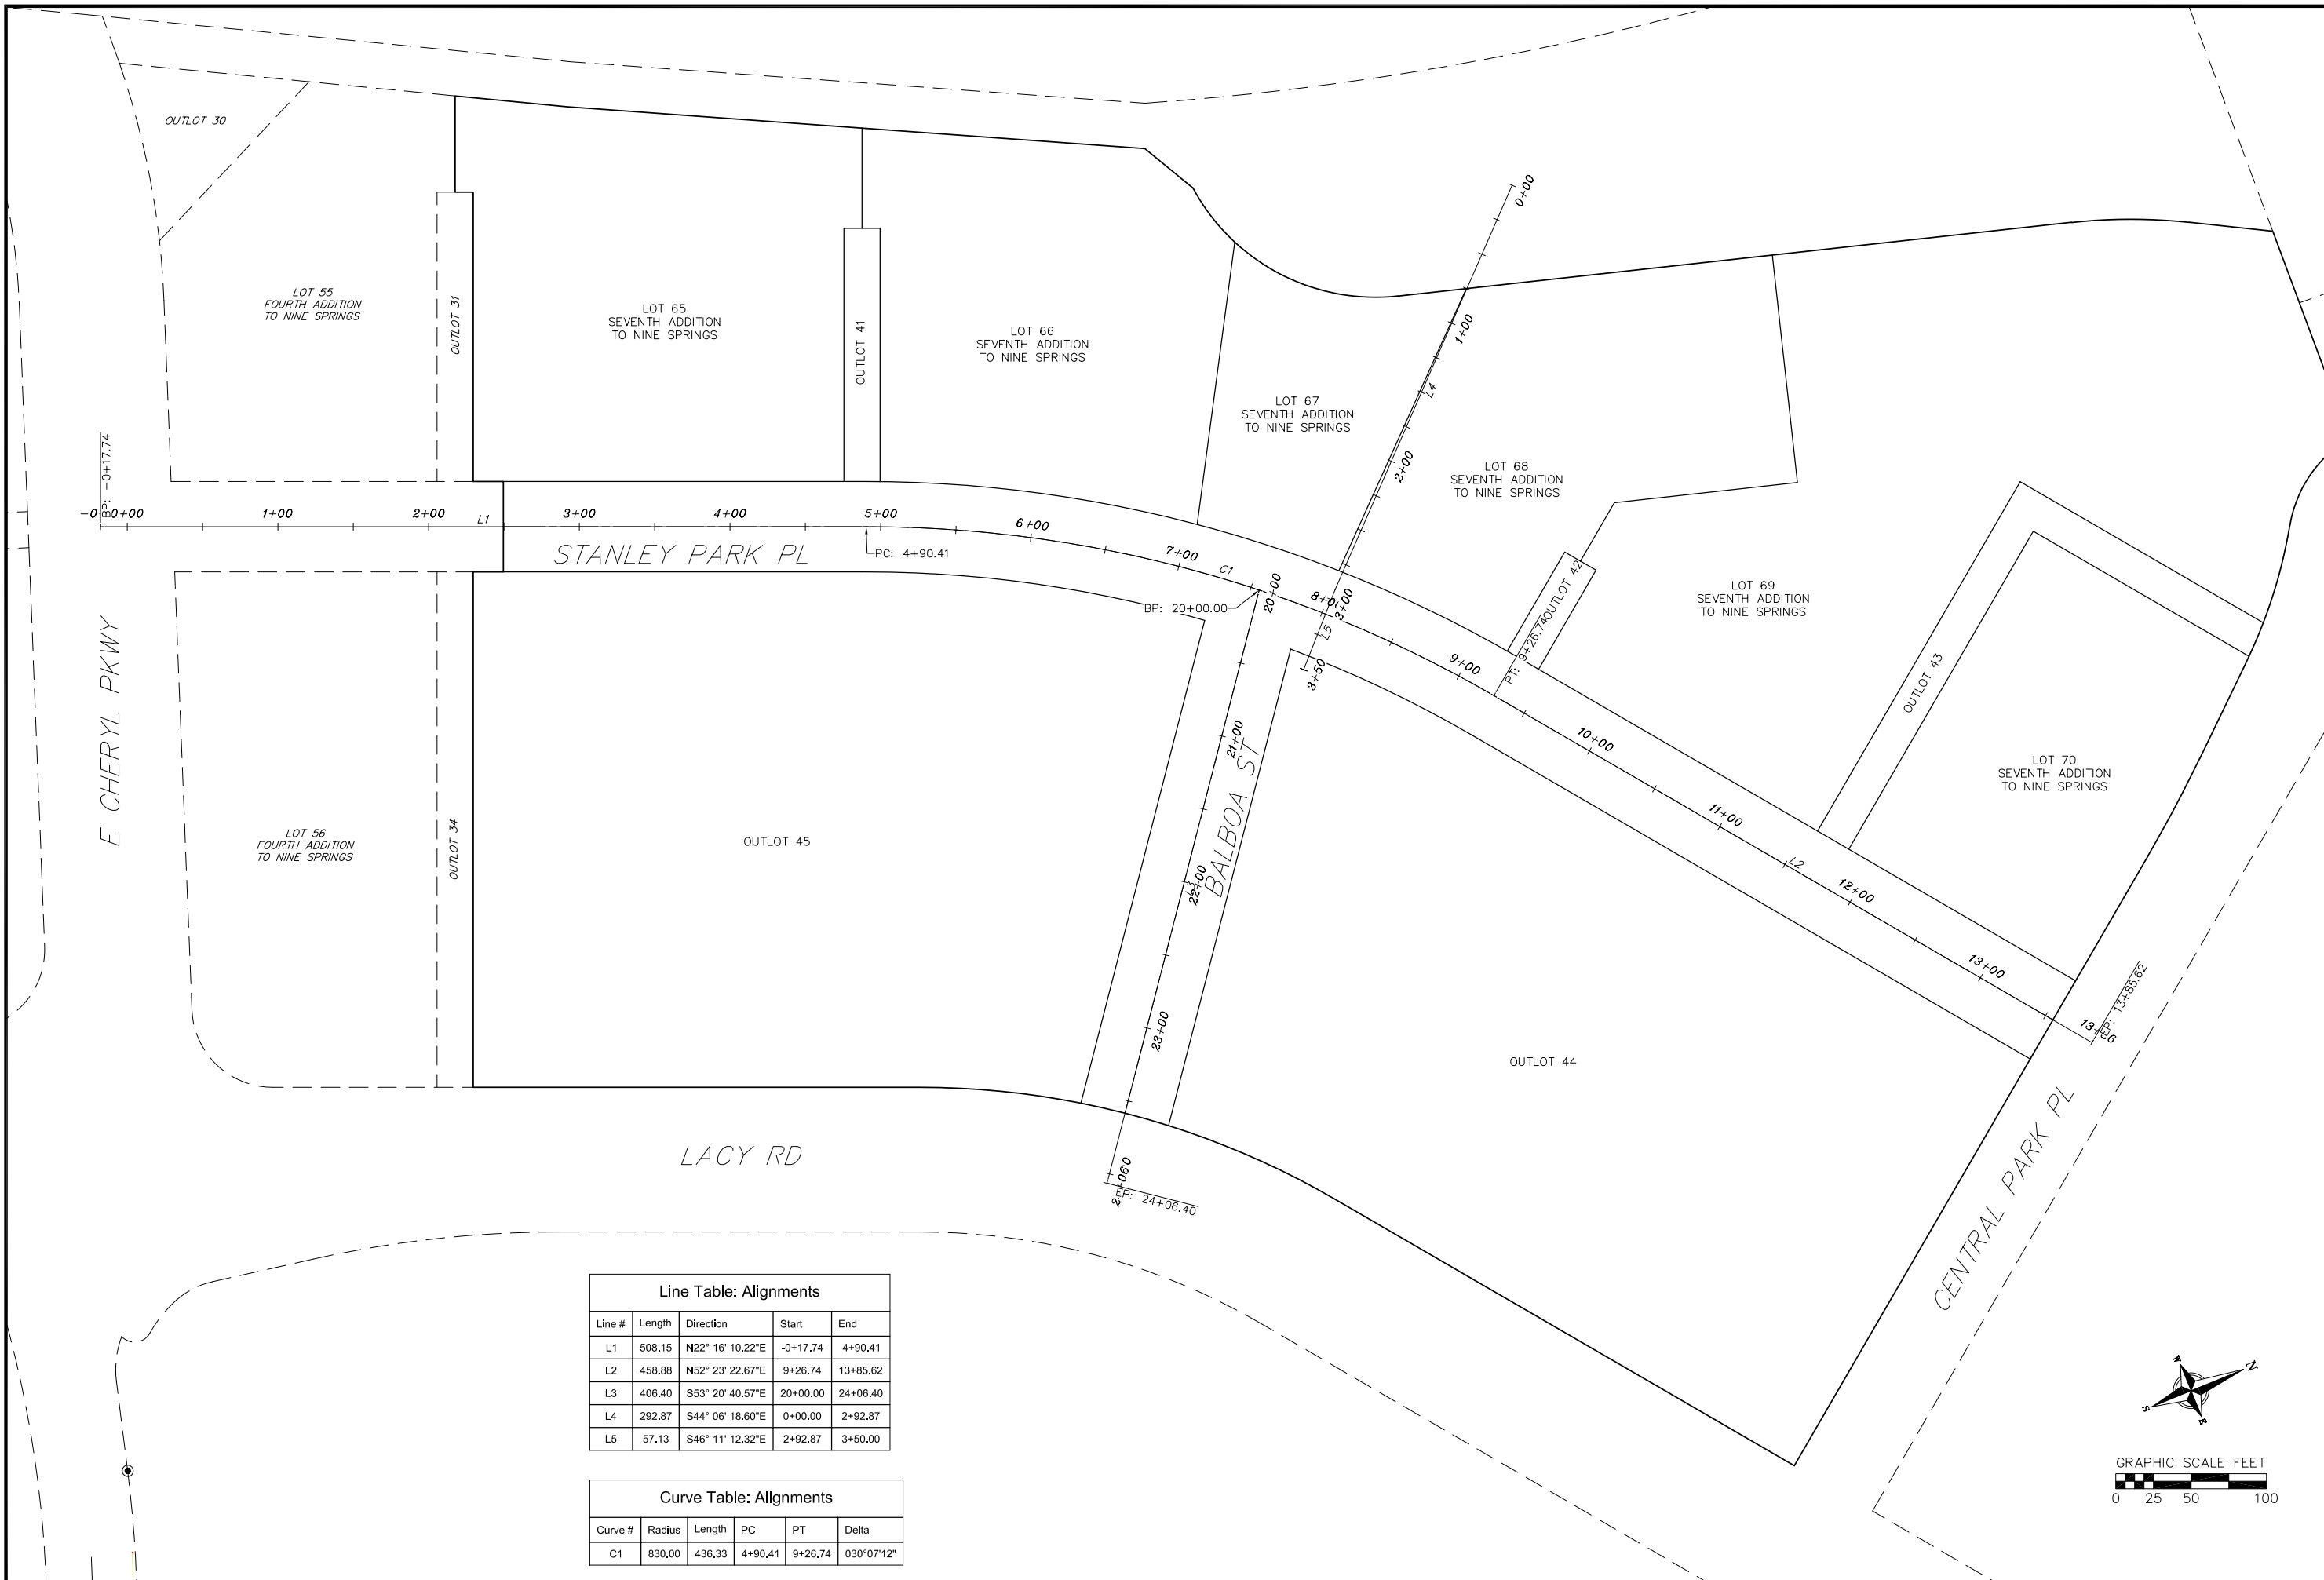 OUTLOT 30
LOT 55
FOURTH ADDITION
TO NINE SPRINGS
OUTLOT 31
LOT 65
SEVENTH ADDITION
TO NINE SPRINGS
OUTLOT 41
LOT 66
SEVENTH ADDITION
TO NINE SPRINGS
LOT 67
SEVENTH ADDITION
TO NINE SPRINGS
0+00
1+00
L4
2+00
3+00
L5
3+50
LOT 68
SEVENTH ADDITION
TO NINE SPRINGS
OUTLOT 42
LOT 69
SEVENTH ADDITION
TO NINE SPRINGS
OUTLOT 43
LOT 70
SEVENTH ADDITION
TO NINE SPRINGS
BP: -0+17.74
0+00
1+00
2+00
L1
3+00
4+00
5+00
6+00
7+00
C1
9+00
10+00
11+00
L2
12+00
13+00
EP: 13+85.62
STANLEY PARK PL
PC: 4+90.41
BP: 20+00.00
PT: 9+26.74
20+00
21+00
22+00
L3
23+00
EP: 24+06.40
BALBOA ST
E CHERYL PKWY
LOT 56
FOURTH ADDITION
TO NINE SPRINGS
OUTLOT 34
OUTLOT 45
OUTLOT 44
LACY RD
CENTRAL PARK PL
Line Table: Alignments
Line # Length Direction Start End
L1 508.15 N22° 16' 10.22"E -0+17.74 4+90.41
L2 458.88 N52° 23' 22.67"E 9+26.74 13+85.62
L3 406.40 S53° 20' 40.57"E 20+00.00 24+06.40
L4 292.87 S44° 06' 18.60"E 0+00.00 2+92.87
L5 57.13 S46° 11' 12.32"E 2+92.87 3+50.00
Curve Table: Alignments
Curve # Radius Length PC PT Delta
C1 830.00 436.33 4+90.41 9+26.74 030°07'12"
W
N
S
E
GRAPHIC SCALE FEET
0 25 50 100